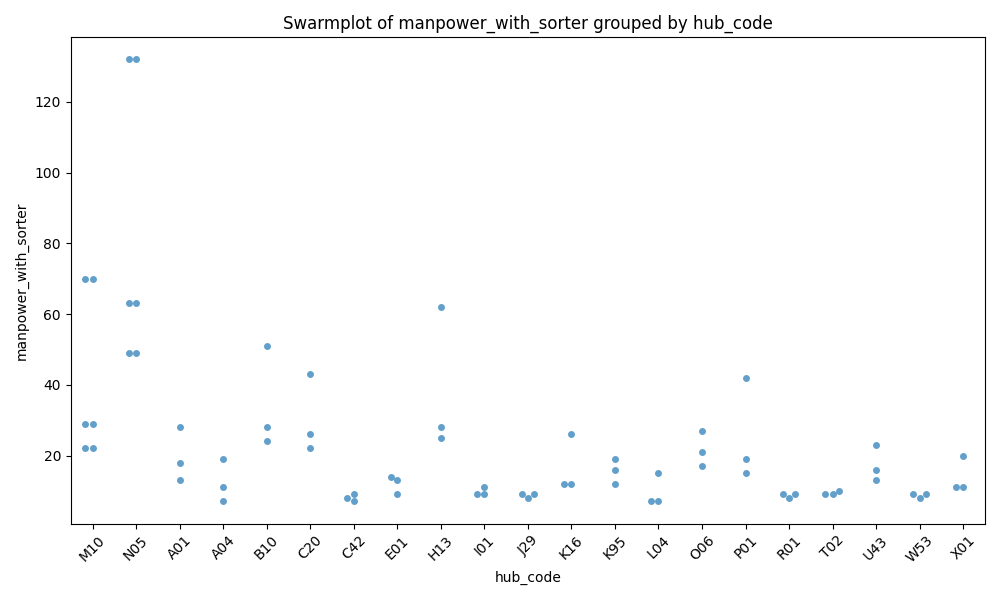 Swarmplot of manpower_with_sorter grouped by hub_code
manpower_with_sorter
120
100
80
60
40
20
M10
N05
A01
A04
B10
C20
C42
E01
H13
I01
J29
K16
K95
L04
O06
P01
R01
T02
U43
W53
X01
hub_code